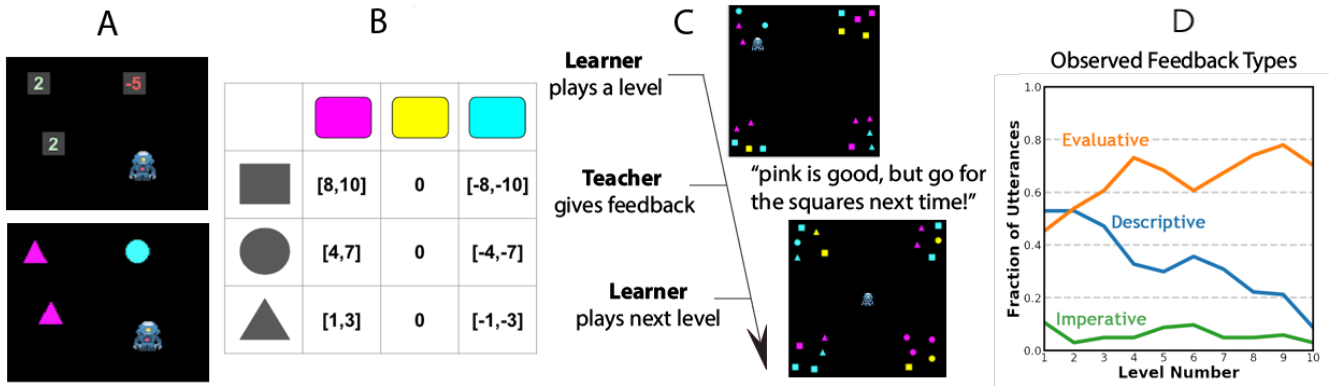 A
2
-5
2
B
[8,10] 0 [-8,-10]
[4,7] 0 [-4,-7]
[1,3] 0 [-1,-3]
C
Learner
plays a level
Teacher
gives feedback
Learner
plays next level
“pink is good, but go for
the squares next time!”
D
Observed Feedback Types
Fraction of Utterances
1.0
0.8
0.6
0.4
0.2
0.0
Evaluative
Descriptive
Imperative
1 2 3 4 5 6 7 8 9 10
Level Number